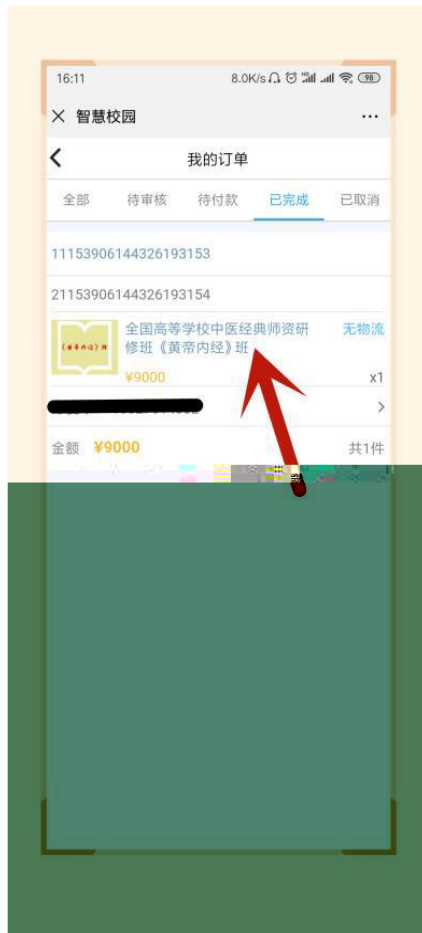 16:11
8.0K/s
98
智慧校园
我的订单
全部 待审核 待付款 已完成 已取消
11153906144326193153
21153906144326193154
全国高等学校中医经典师资研 无物流
修班《黄帝内经》班
¥9000 x1
金额 ¥9000 共1件